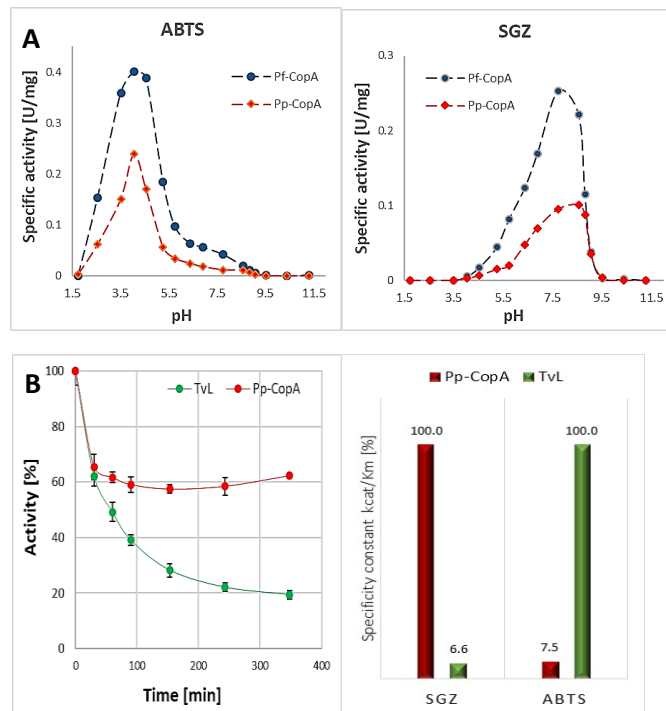 A
ABTS
Specific activity [U/mg]
0.4
0.3
0.2
0.1
0
Pf-CopA
Pp-CopA
1.5 3.5 5.5 7.5 9.5 11.5
pH
SGZ
Specific activity [U/mg]
0.3
0.2
0.1
0
Pf-CopA
Pp-CopA
1.5 3.5 5.5 7.5 9.5 11.5
pH
B
Activity [%]
100
80
60
40
20
0
TvL Pp-CopA
0 100 200 300 400
Time [min]
Pp-CopA TvL
Specificity constant kcat/Km [%]
100.0 100.0
6.6 7.5
SGZ ABTS